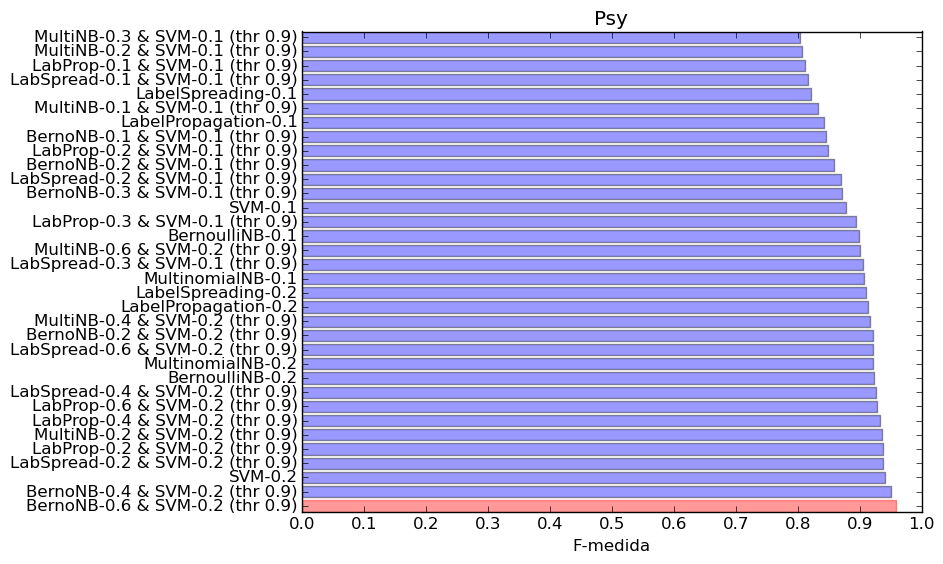 Psy
MultiNB-0.3 & SVM-0.1 (thr 0.9)
MultiNB-0.2 & SVM-0.1 (thr 0.9)
LabProp-0.1 & SVM-0.1 (thr 0.9)
LabSpread-0.1 & SVM-0.1 (thr 0.9)
LabelSpreading-0.1
MultiNB-0.1 & SVM-0.1 (thr 0.9)
LabelPropagation-0.1
BernoNB-0.1 & SVM-0.1 (thr 0.9)
LabProp-0.2 & SVM-0.1 (thr 0.9)
BernoNB-0.2 & SVM-0.1 (thr 0.9)
LabSpread-0.2 & SVM-0.1 (thr 0.9)
BernoNB-0.3 & SVM-0.1 (thr 0.9)
SVM-0.1
LabProp-0.3 & SVM-0.1 (thr 0.9)
BernoulliNB-0.1
MultiNB-0.6 & SVM-0.2 (thr 0.9)
LabSpread-0.3 & SVM-0.1 (thr 0.9)
MultinomialNB-0.1
LabelSpreading-0.2
LabelPropagation-0.2
MultiNB-0.4 & SVM-0.2 (thr 0.9)
BernoNB-0.2 & SVM-0.2 (thr 0.9)
LabSpread-0.6 & SVM-0.2 (thr 0.9)
MultinomialNB-0.2
BernoulliNB-0.2
LabSpread-0.4 & SVM-0.2 (thr 0.9)
LabProp-0.6 & SVM-0.2 (thr 0.9)
LabProp-0.4 & SVM-0.2 (thr 0.9)
MultiNB-0.2 & SVM-0.2 (thr 0.9)
LabProp-0.2 & SVM-0.2 (thr 0.9)
LabSpread-0.2 & SVM-0.2 (thr 0.9)
SVM-0.2
BernoNB-0.4 & SVM-0.2 (thr 0.9)
BernoNB-0.6 & SVM-0.2 (thr 0.9)
0.0 0.1 0.2 0.3 0.4 0.5 0.6 0.7 0.8 0.9 1.0
F-medida